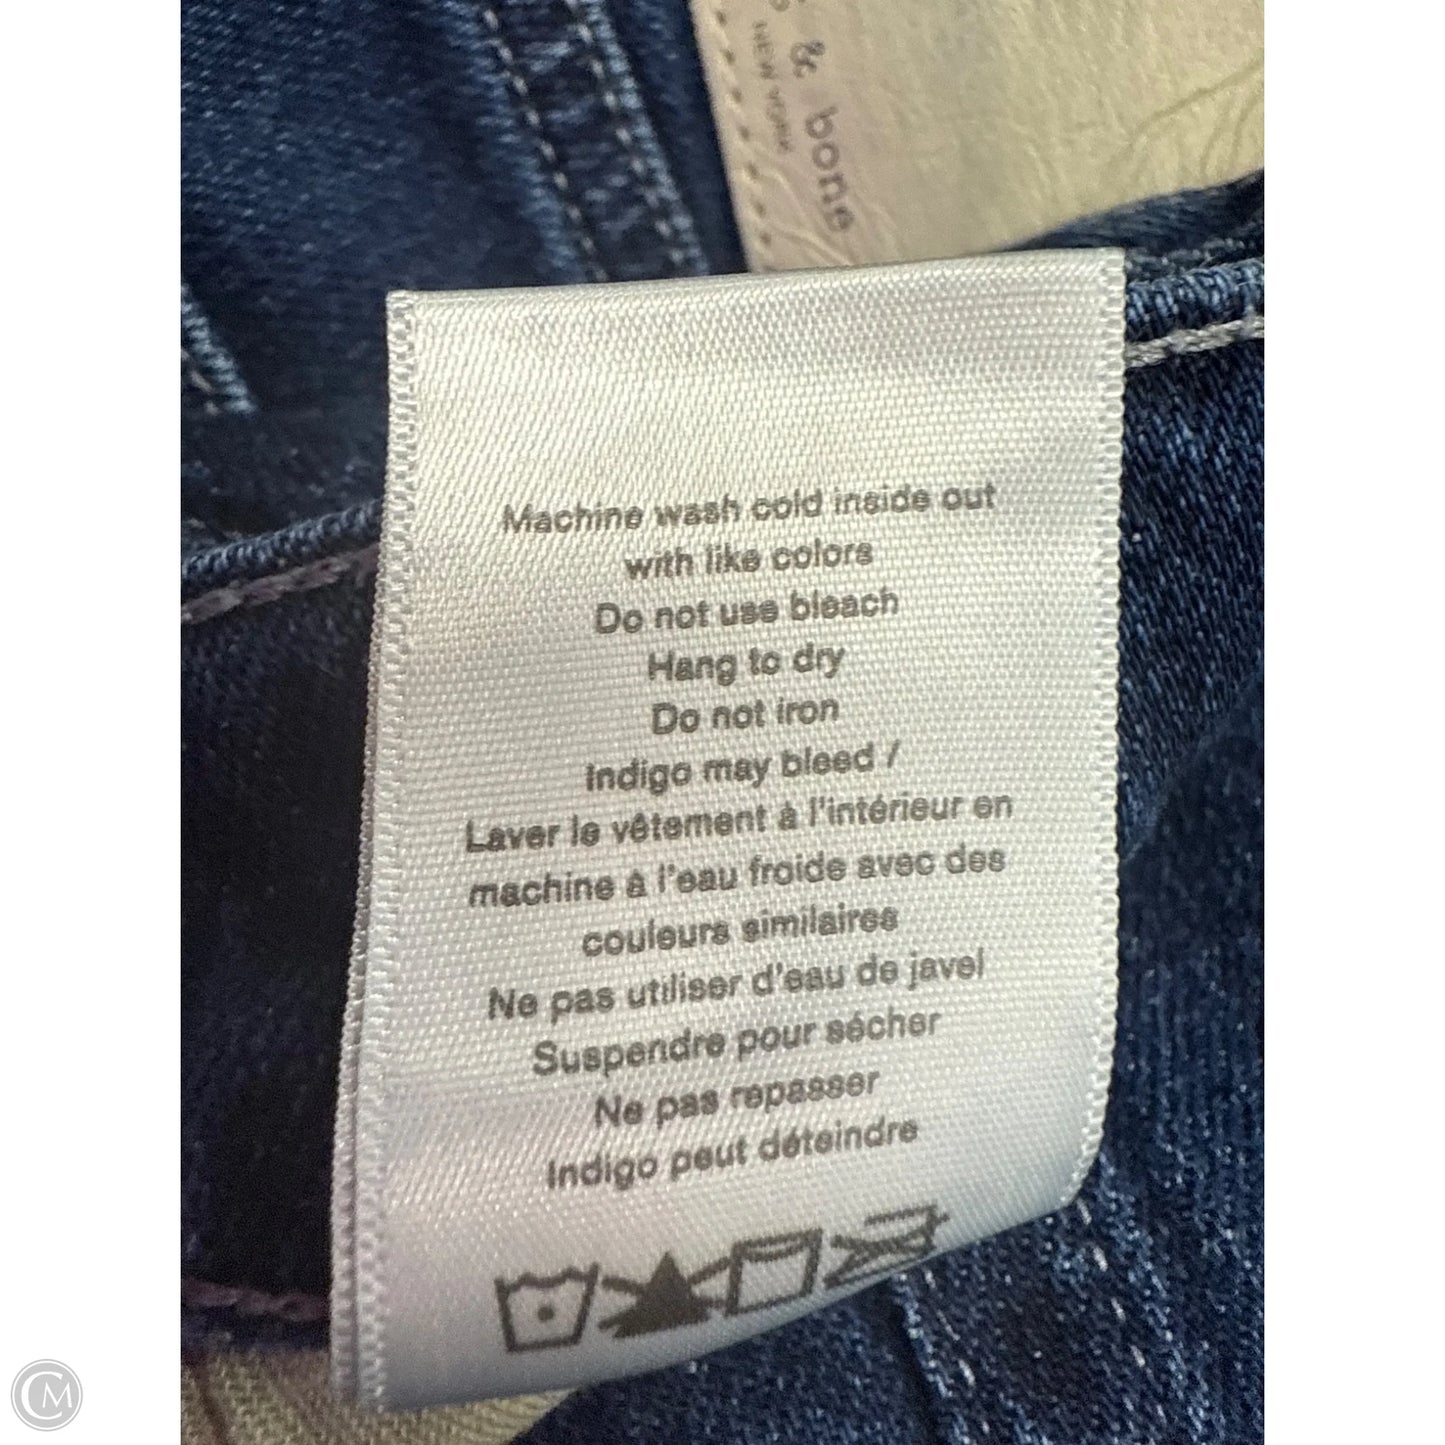 & bone
NEW YORK
Machine wash cold inside out
with like colors
Do not use bleach
Hang to dry
Do not iron
Indigo may bleed /
Laver le vêtement à l'intérieur en
machine à l'eau froide avec des
couleurs similaires
Ne pas utiliser d'eau de javel
Suspendre pour sécher
Ne pas repasser
Indigo peut déteindre
CM